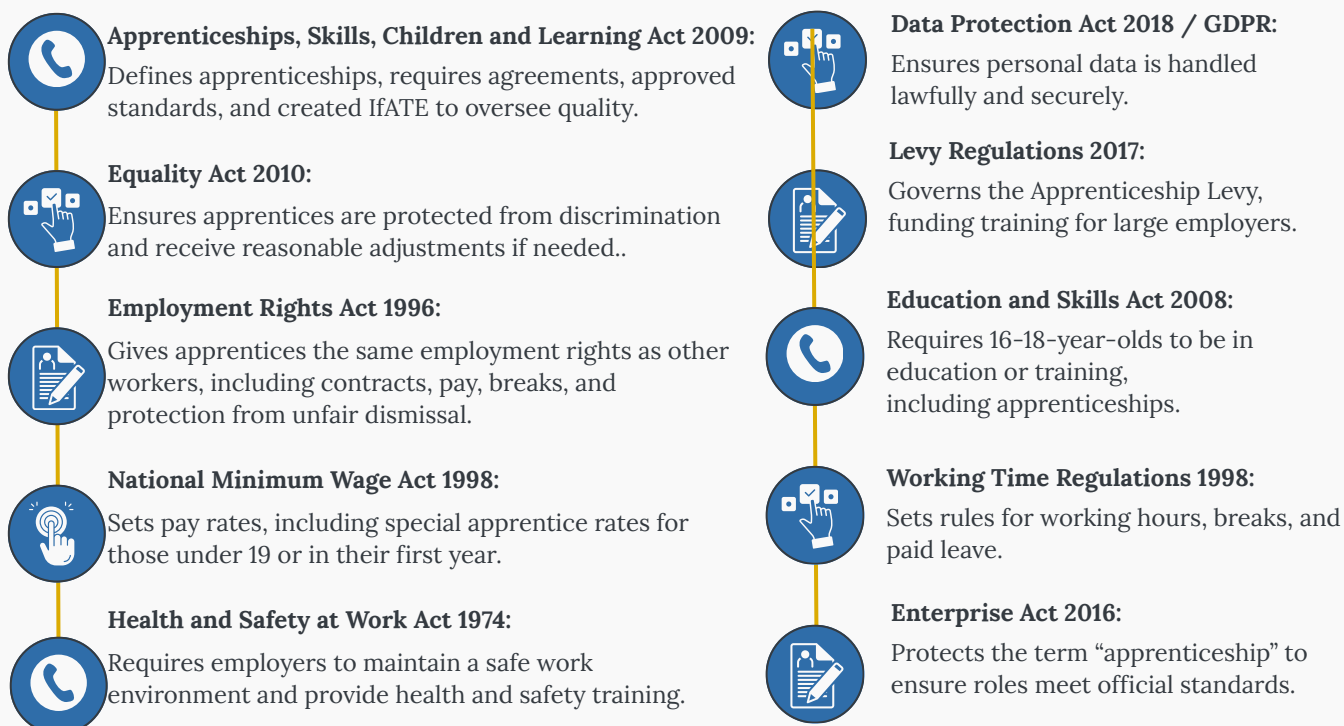 Apprenticeships, Skills, Children and Learning Act 2009:
Defines apprenticeships, requires agreements, approved
standards, and created IfATE to oversee quality.
Equality Act 2010:
Ensures apprentices are protected from discrimination
and receive reasonable adjustments if needed..
Employment Rights Act 1996:
Gives apprentices the same employment rights as other
workers, including contracts, pay, breaks, and
protection from unfair dismissal.
National Minimum Wage Act 1998:
Sets pay rates, including special apprentice rates for
those under 19 or in their first year.
Health and Safety at Work Act 1974:
Requires employers to maintain a safe work
environment and provide health and safety training.
Data Protection Act 2018 / GDPR:
Ensures personal data is handled
lawfully and securely.
Levy Regulations 2017:
Governs the Apprenticeship Levy,
funding training for large employers.
Education and Skills Act 2008:
Requires 16-18-year-olds to be in
education or training,
including apprenticeships.
Working Time Regulations 1998:
Sets rules for working hours, breaks, and
paid leave.
Enterprise Act 2016:
Protects the term “apprenticeship” to
ensure roles meet official standards.